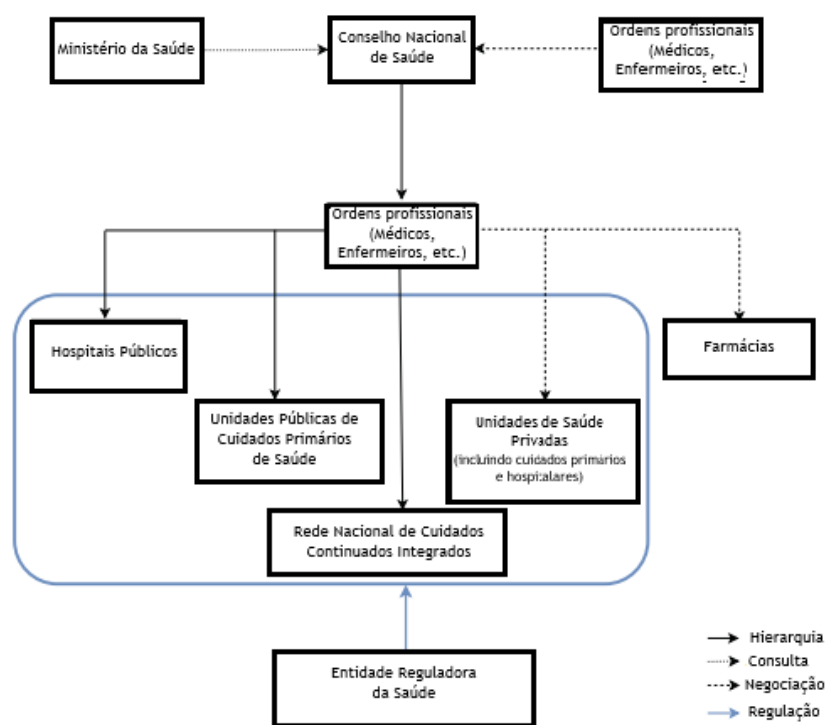 Ministério da Saúde
Conselho Nacional
de Saúde
Ordens profissionais
(Médicos,
Enfermeiros, etc.)
Ordens profissionais
(Médicos,
Enfermeiros, etc.)
Hospitais Públicos
Farmácias
Unidades Públicas de
Cuidados Primários
de Saúde
Unidades de Saúde
Privadas
(incluindo cuidados primários
e hospitalares)
Rede Nacional de Cuidados
Continuados Integrados
Entidade Reguladora
da Saúde
Hierarquia
Consulta
Negociação
Regulação